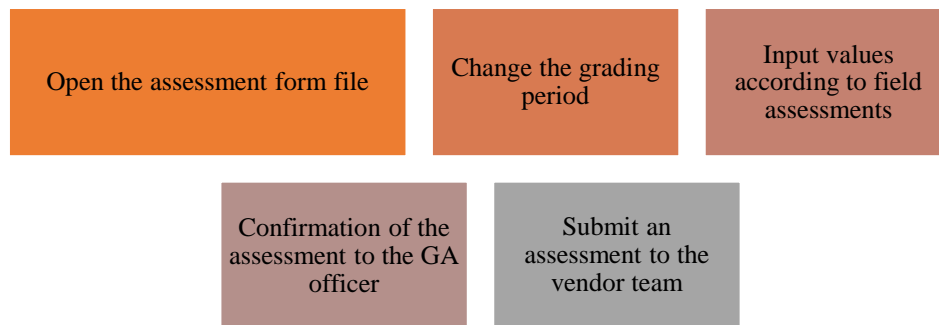 Open the assessment form file
Change the grading
period
Input values
according to field
assessments
Confirmation of the
assessment to the GA
officer
Submit an
assessment to the
vendor team